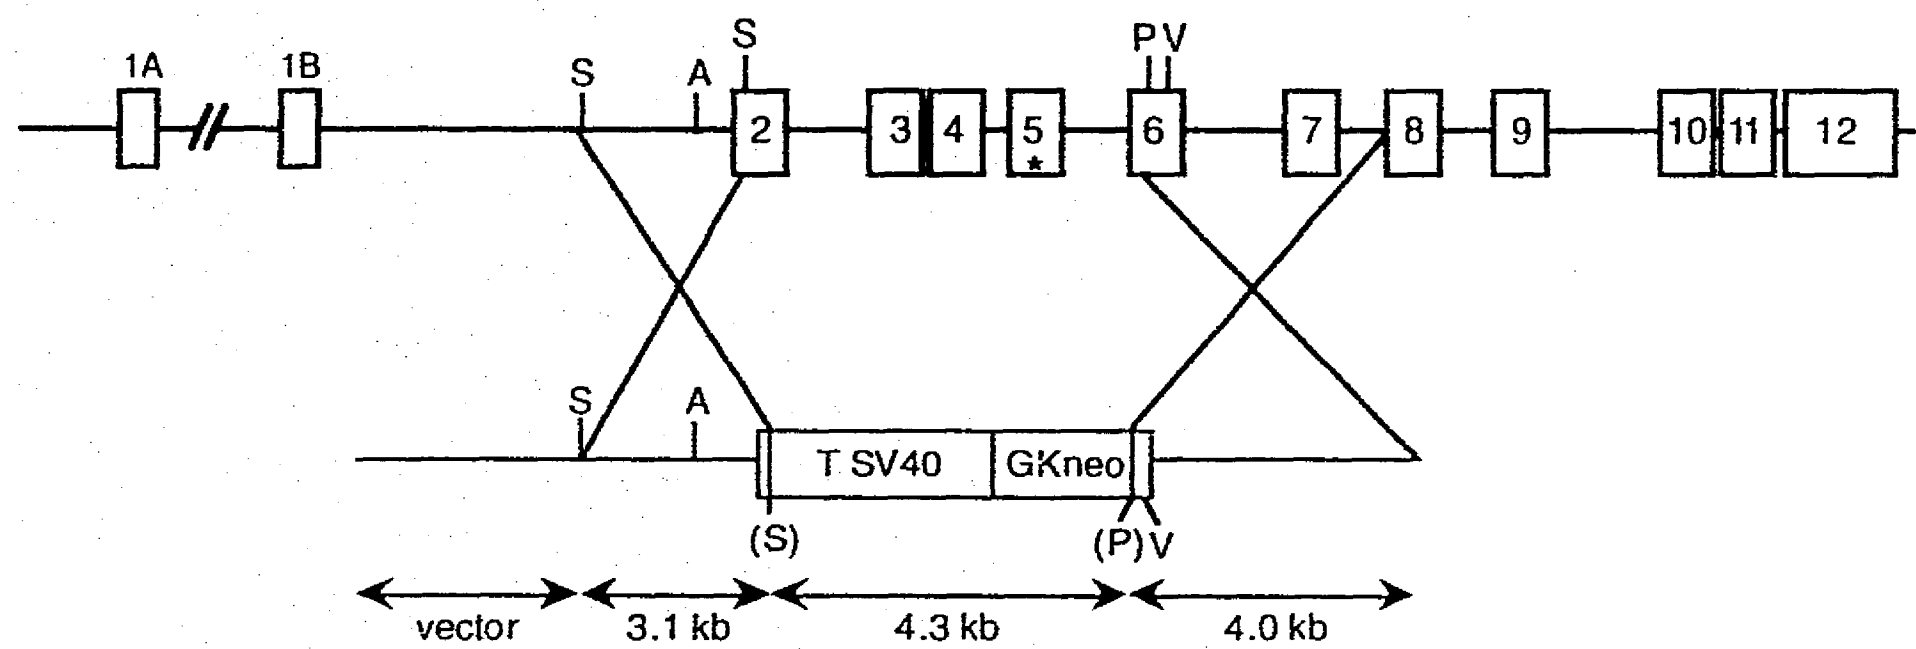 S P V
1A 1B S A
2 3 4 5 6 7 8 9 10 11 12
*
S A
T SV40 GKneo
(S) (P) V
vector 3.1 kb 4.3 kb 4.0 kb